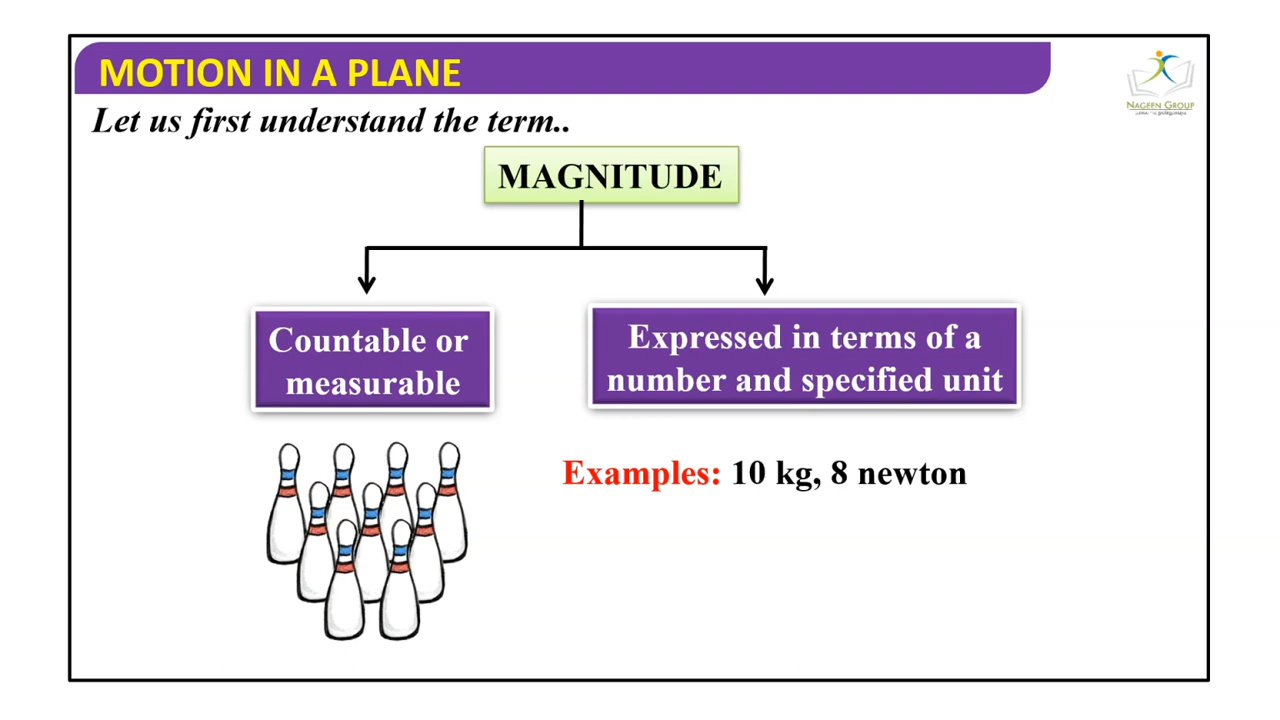 MOTION IN A PLANE
NAGEEN GROUP
Let us first understand the term..
MAGNITUDE
Countable or
measurable
Expressed in terms of a
number and specified unit
Examples: 10 kg, 8 newton